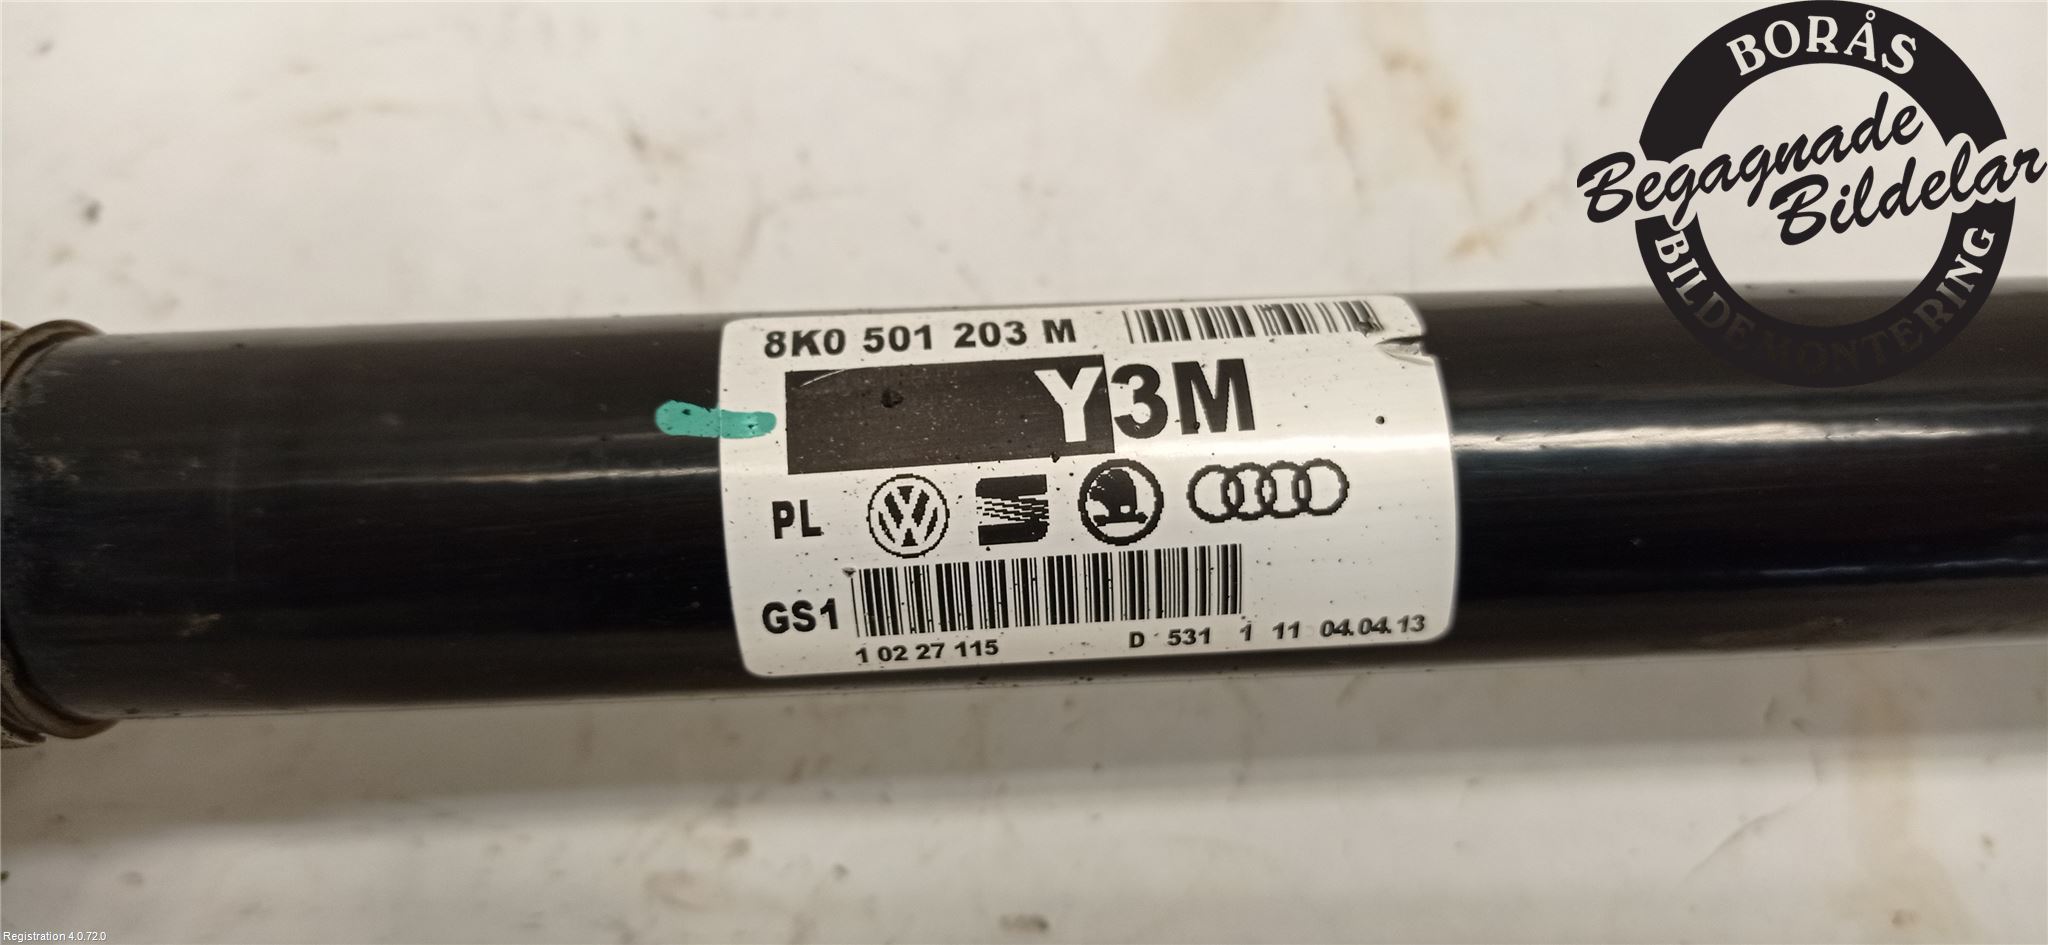 8K0 501 203 M
Y3M
PL
GS1
1 02 27 115 D 531 1 11 04.04.13
BORÅS
Begagnade
Bildelar
BILDEMONTERING
Registration 4.0.72.0